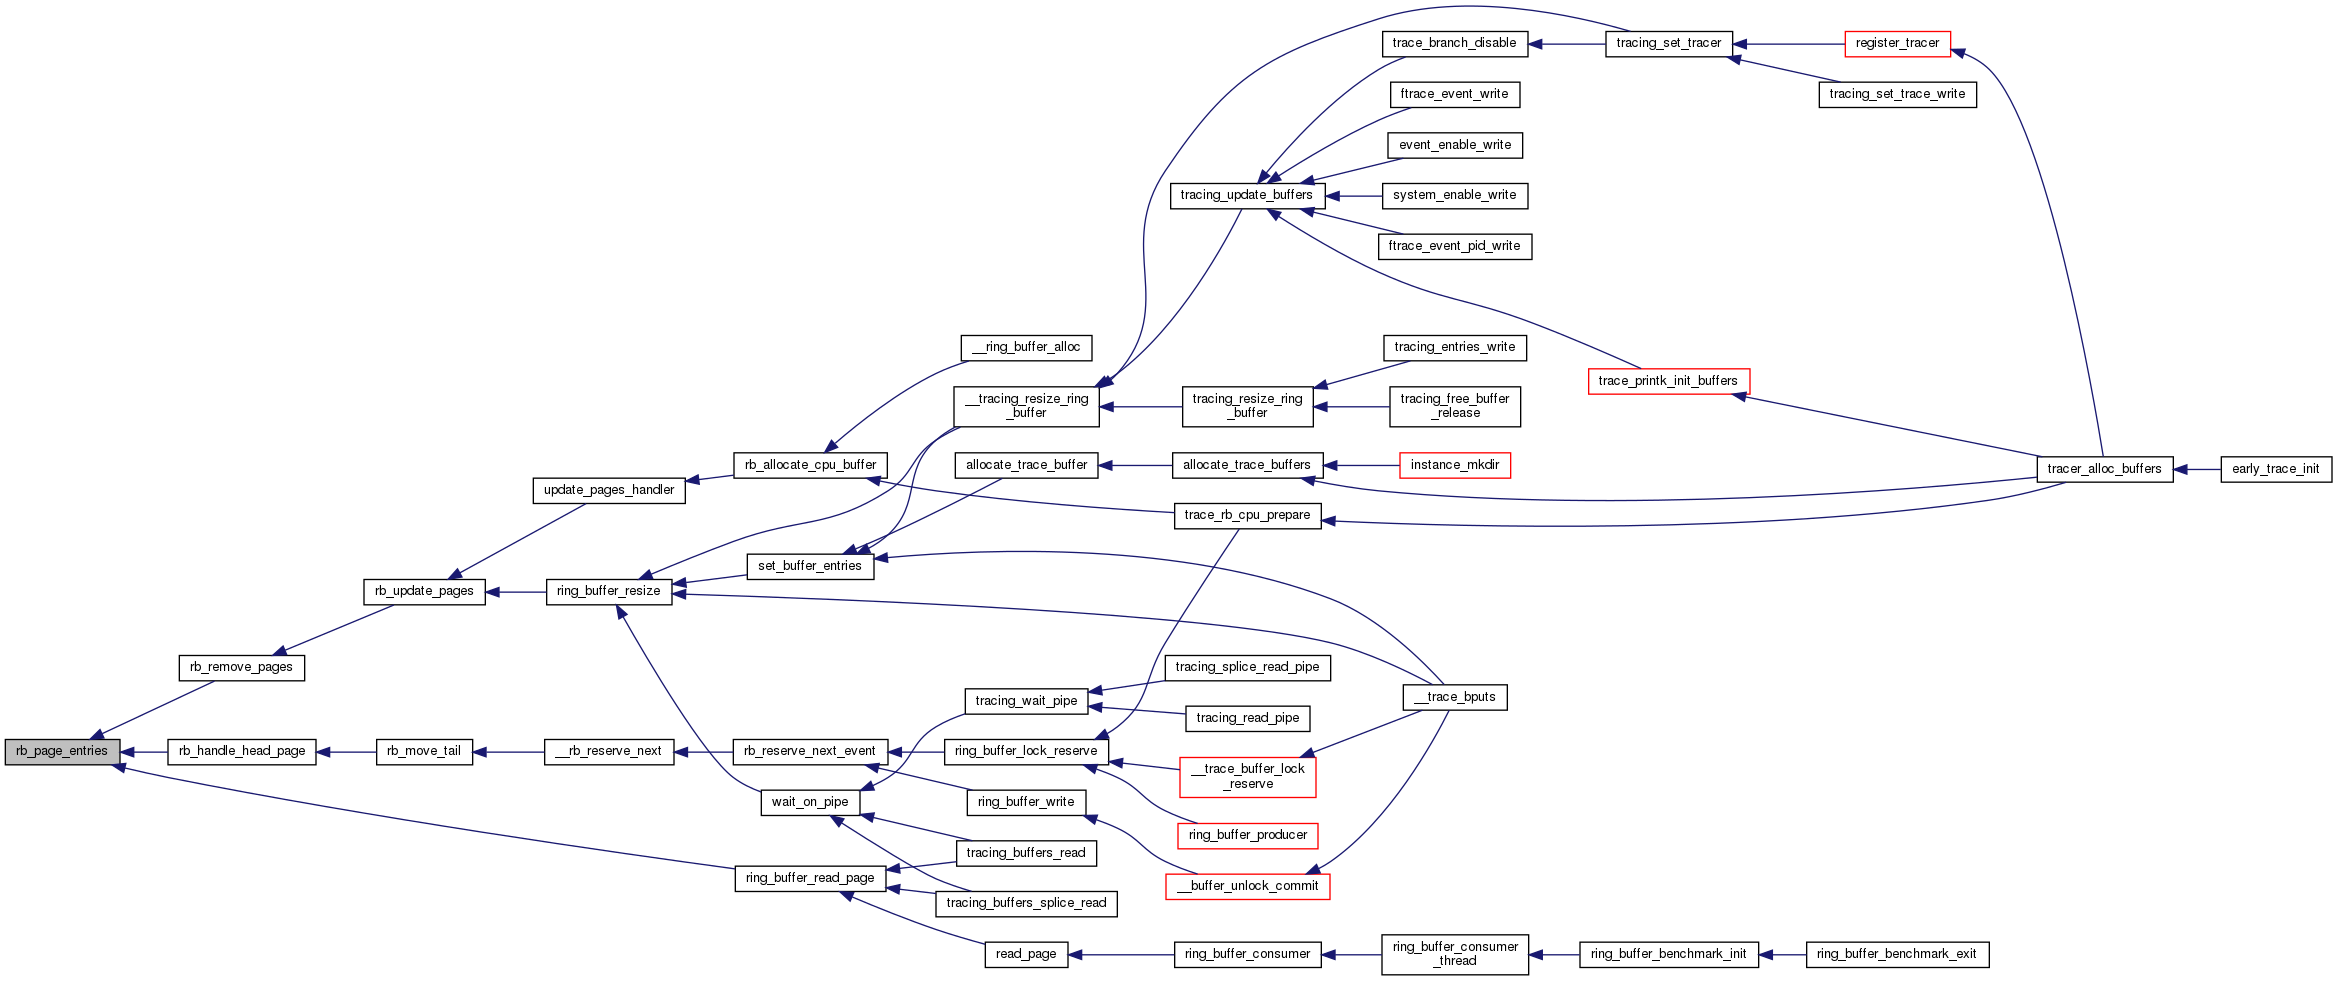 trace_branch_disable
tracing_set_tracer
register_tracer
ftrace_event_write
tracing_set_trace_write
event_enable_write
tracing_update_buffers
system_enable_write
ftrace_event_pid_write
__ring_buffer_alloc
tracing_entries_write
trace_printk_init_buffers
__tracing_resize_ring
_buffer
tracing_resize_ring
_buffer
tracing_free_buffer
_release
rb_allocate_cpu_buffer
allocate_trace_buffer
allocate_trace_buffers
instance_mkdir
tracer_alloc_buffers
early_trace_init
update_pages_handler
trace_rb_cpu_prepare
set_buffer_entries
rb_update_pages
ring_buffer_resize
rb_remove_pages
tracing_splice_read_pipe
tracing_wait_pipe
__trace_bputs
tracing_read_pipe
rb_page_entries
rb_handle_head_page
rb_move_tail
__rb_reserve_next
rb_reserve_next_event
ring_buffer_lock_reserve
__trace_buffer_lock
_reserve
wait_on_pipe
ring_buffer_write
ring_buffer_producer
tracing_buffers_read
ring_buffer_read_page
__buffer_unlock_commit
tracing_buffers_splice_read
read_page
ring_buffer_consumer
ring_buffer_consumer
_thread
ring_buffer_benchmark_init
ring_buffer_benchmark_exit